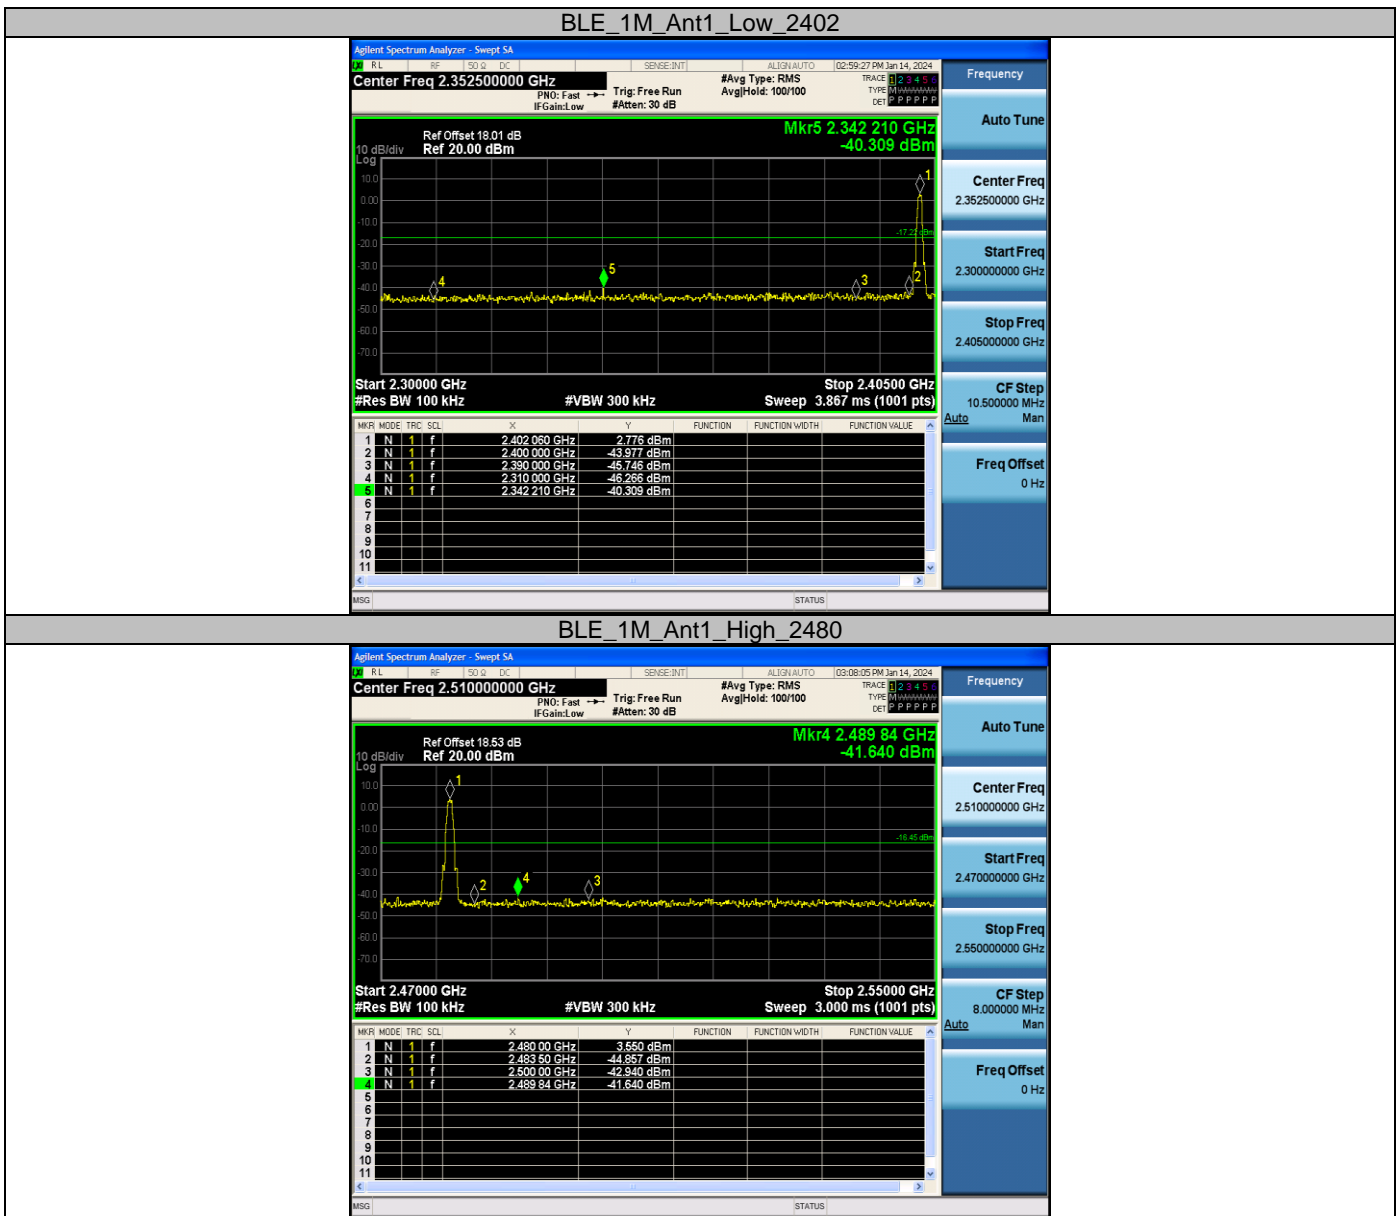 BLE_1M_Ant1_Low_2402
Agilent Spectrum Analyzer - Swept SA
RL RF 50 Ω DC SENSE:INT ALIGN AUTO 02:59:27 PM Jan 14, 2024
Center Freq 2.352500000 GHz
PNO: Fast
IFGain:Low
Trig: Free Run
#Atten: 30 dB
#Avg Type: RMS
Avg|Hold: 100/100
TRACE 1 2 3 4 5 6
TYPE M
DET P P P P P P
Frequency
Auto Tune
Center Freq
2.352500000 GHz
Start Freq
2.300000000 GHz
Stop Freq
2.405000000 GHz
CF Step
10.500000 MHz
Auto Man
Freq Offset
0 Hz
Mkr5 2.342 210 GHz
-40.309 dBm
Ref Offset 18.01 dB
10 dB/div Ref 20.00 dBm
Log
10.0
0.00
-10.0
-20.0
-30.0
-40.0
-50.0
-60.0
-70.0
-17.22 dBm
1
2
3
4
5
Start 2.30000 GHz Stop 2.40500 GHz
#Res BW 100 kHz #VBW 300 kHz Sweep 3.867 ms (1001 pts)
MKR MODE TRC SCL X Y FUNCTION FUNCTION WIDTH FUNCTION VALUE
1 N 1 f 2.402 060 GHz 2.776 dBm
2 N 1 f 2.400 000 GHz -43.977 dBm
3 N 1 f 2.390 000 GHz -45.746 dBm
4 N 1 f 2.310 000 GHz -46.266 dBm
5 N 1 f 2.342 210 GHz -40.309 dBm
6
7
8
9
10
11
MSG STATUS
BLE_1M_Ant1_High_2480
Agilent Spectrum Analyzer - Swept SA
RL RF 50 Ω DC SENSE:INT ALIGN AUTO 03:08:05 PM Jan 14, 2024
Center Freq 2.510000000 GHz
PNO: Fast
IFGain:Low
Trig: Free Run
#Atten: 30 dB
#Avg Type: RMS
Avg|Hold: 100/100
TRACE 1 2 3 4 5 6
TYPE M
DET P P P P P P
Frequency
Auto Tune
Center Freq
2.510000000 GHz
Start Freq
2.470000000 GHz
Stop Freq
2.550000000 GHz
CF Step
8.000000 MHz
Auto Man
Freq Offset
0 Hz
Mkr4 2.489 84 GHz
-41.640 dBm
Ref Offset 18.53 dB
10 dB/div Ref 20.00 dBm
Log
10.0
0.00
-10.0
-20.0
-30.0
-40.0
-50.0
-60.0
-70.0
-16.45 dBm
1
2
4
3
Start 2.47000 GHz Stop 2.55000 GHz
#Res BW 100 kHz #VBW 300 kHz Sweep 3.000 ms (1001 pts)
MKR MODE TRC SCL X Y FUNCTION FUNCTION WIDTH FUNCTION VALUE
1 N 1 f 2.480 00 GHz 3.550 dBm
2 N 1 f 2.483 50 GHz -44.857 dBm
3 N 1 f 2.500 00 GHz -42.940 dBm
4 N 1 f 2.489 84 GHz -41.640 dBm
5
6
7
8
9
10
11
MSG STATUS